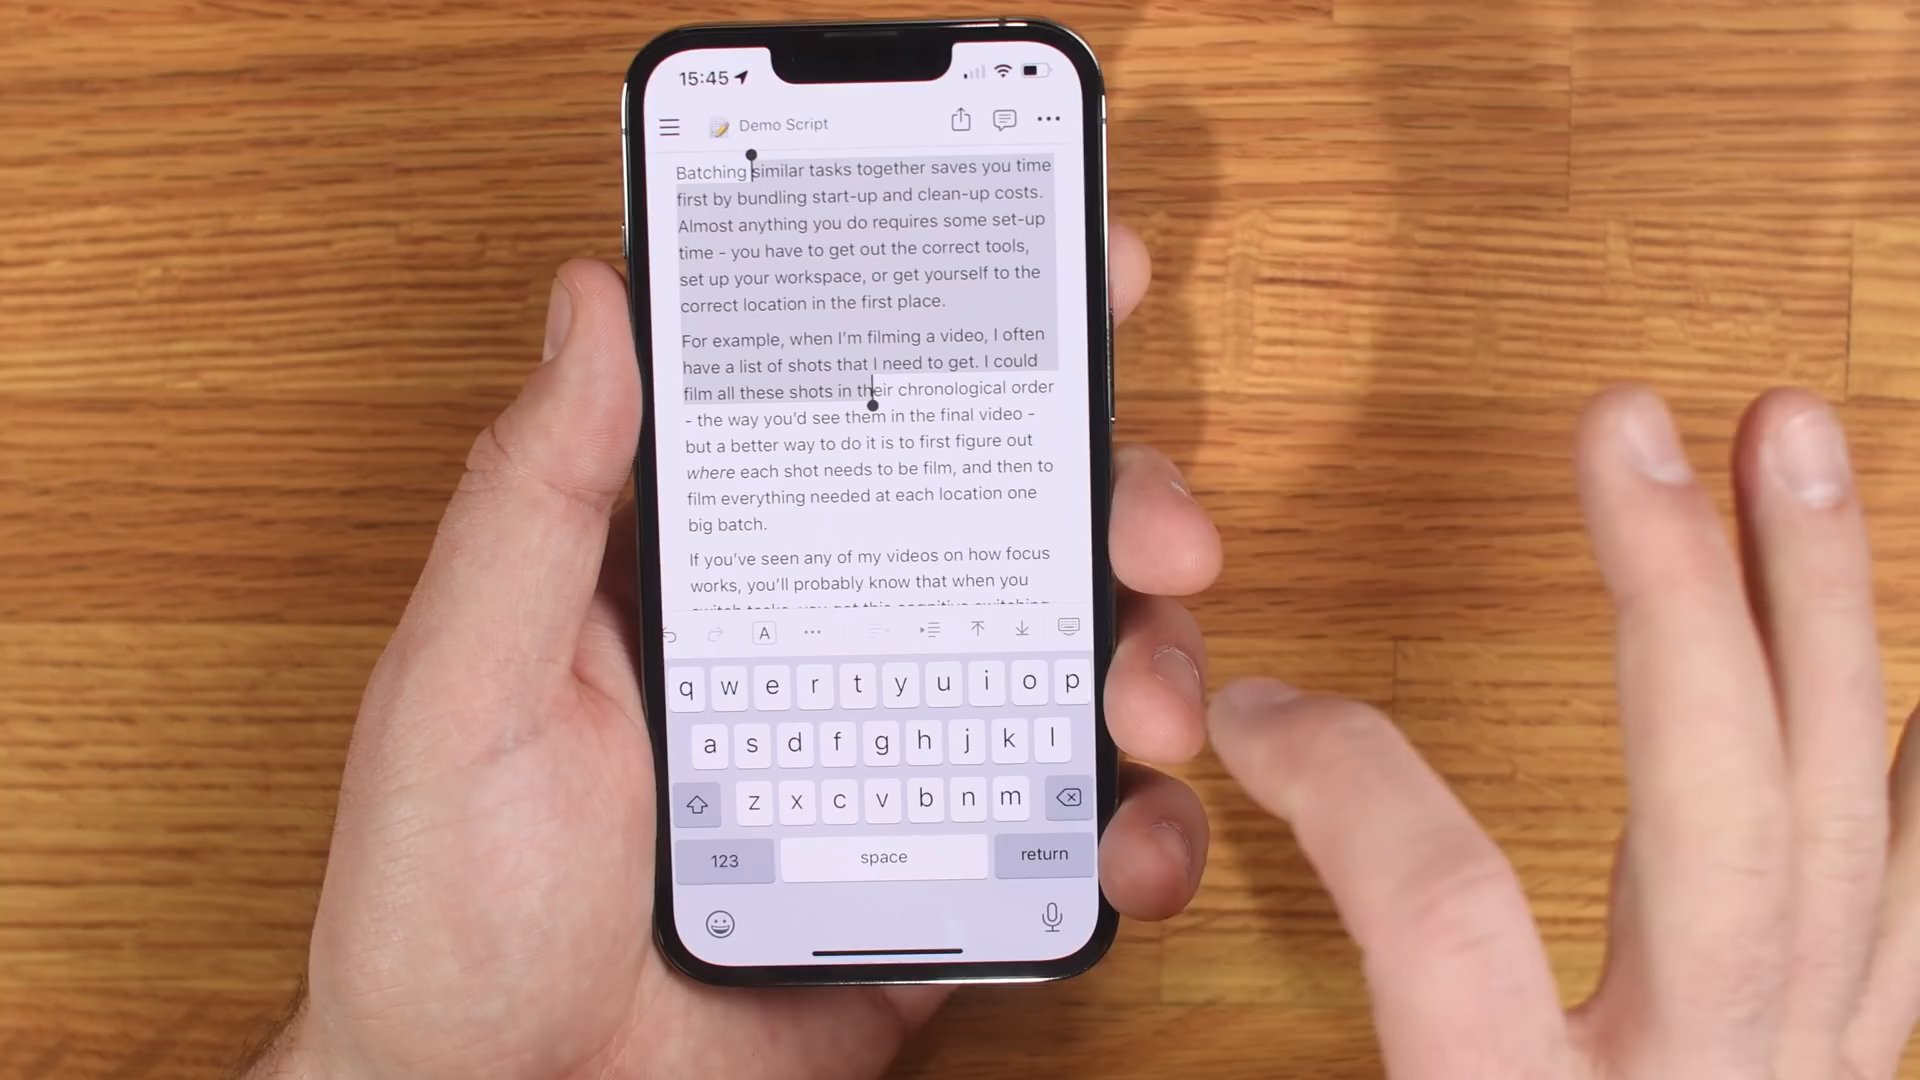 15:45
Demo Script
Batching similar tasks together saves you time
first by bundling start-up and clean-up costs.
Almost anything you do requires some set-up
time - you have to get out the correct tools,
set up your workspace, or get yourself to the
correct location in the first place.
For example, when I'm filming a video, I often
have a list of shots that I need to get. I could
film all these shots in their chronological order
- the way you'd see them in the final video -
but a better way to do it is to first figure out
where each shot needs to be film, and then to
film everything needed at each location one
big batch.
If you've seen any of my videos on how focus
works, you'll probably know that when you
A
q w e r t y u i o p
a s d f g h j k l
z x c v b n m
123 space return